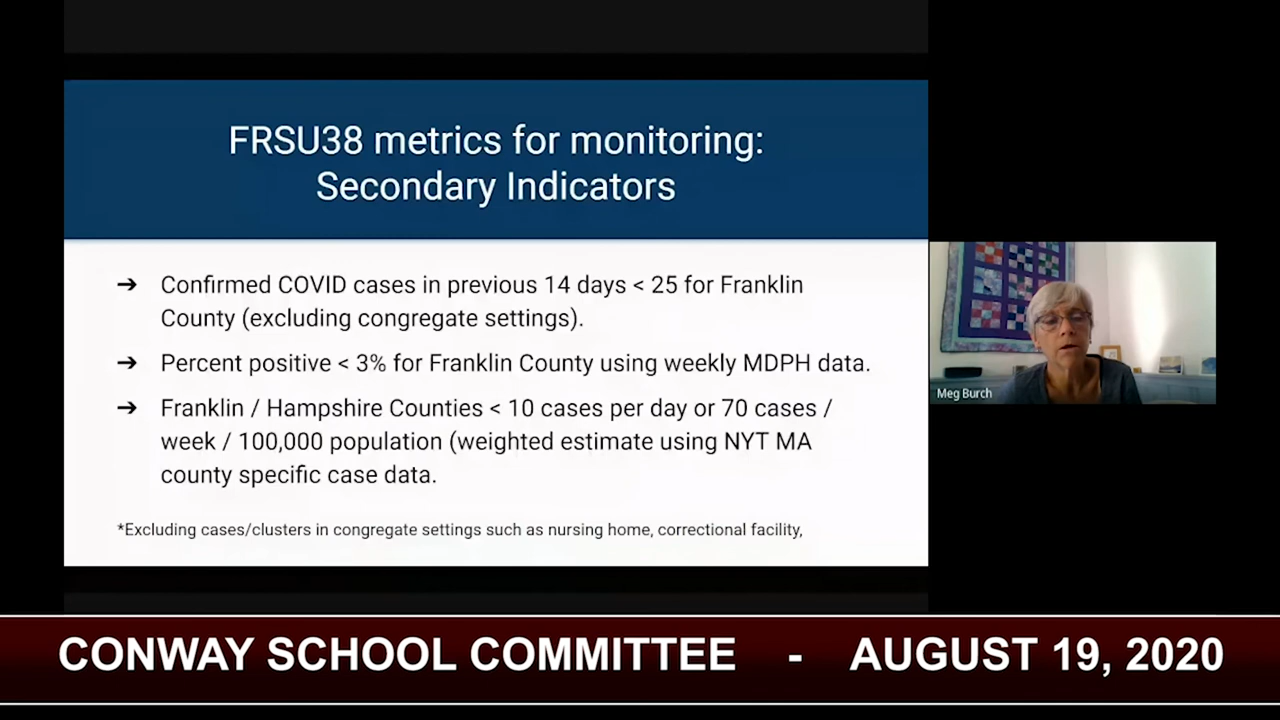 FRSU38 metrics for monitoring:
Secondary Indicators
➔ Confirmed COVID cases in previous 14 days < 25 for Franklin
County (excluding congregate settings).
➔ Percent positive < 3% for Franklin County using weekly MDPH data.
➔ Franklin / Hampshire Counties < 10 cases per day or 70 cases /
week / 100,000 population (weighted estimate using NYT MA
county specific case data.
*Excluding cases/clusters in congregate settings such as nursing home, correctional facility,
Meg Burch
CONWAY SCHOOL COMMITTEE - AUGUST 19, 2020